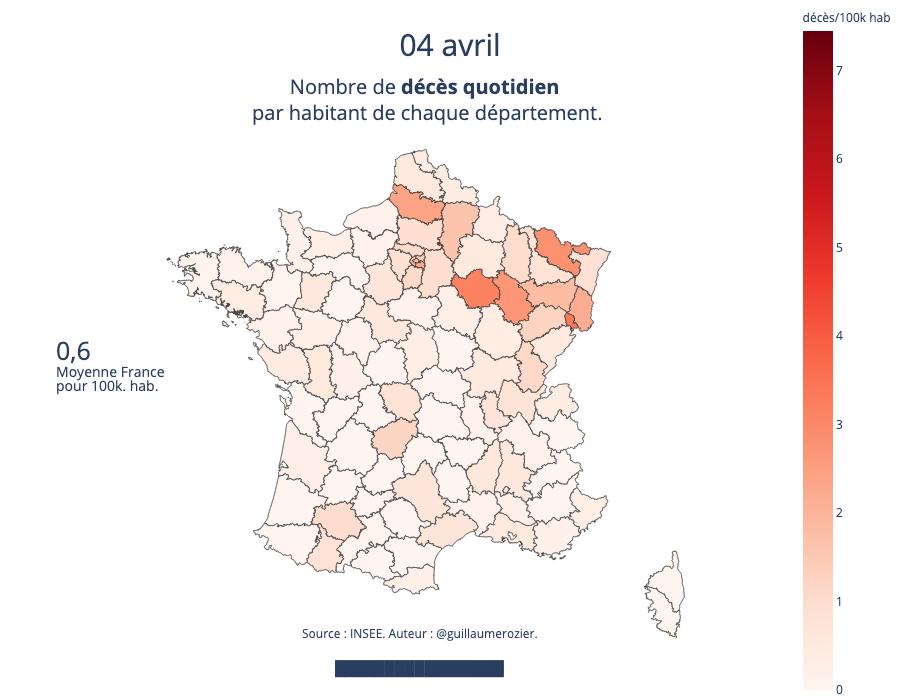 décès/100k hab
04 avril
Nombre de décès quotidien
par habitant de chaque département.
7
6
5
4
3
2
1
0
0,6
Moyenne France
pour 100k. hab.
Source : INSEE. Auteur : @guillaumerozier.